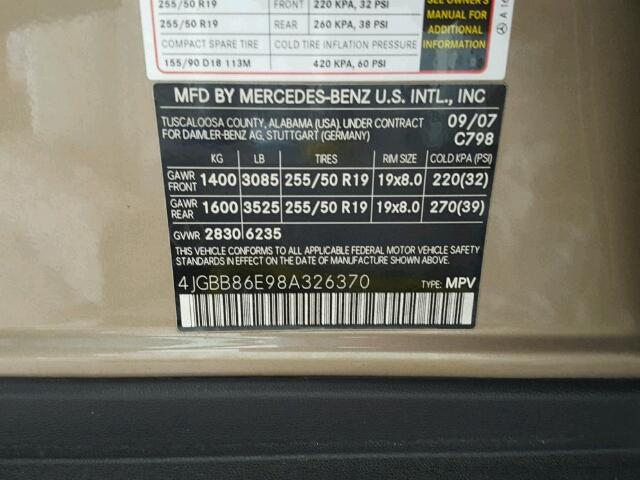 255/50 R19 FRONT 220 KPA, 32 PSI
255/50 R19 REAR 260 KPA, 38 PSI
COMPACT SPARE TIRE COLD TIRE INFLATION PRESSURE
155/90 D18 113M 420 KPA, 60 PSI
SEE OWNER'S
MANUAL FOR
ADDITIONAL
INFORMATION
A 16
MFD BY MERCEDES-BENZ U.S. INTL., INC
TUSCALOOSA COUNTY, ALABAMA (USA), UNDER CONTRACT 09/07
FOR DAIMLER-BENZ AG, STUTTGART (GERMANY) C798
KG LB TIRES RIM SIZE COLD KPA (PSI)
GAWR FRONT 1400 3085 255/50 R19 19x8.0 220(32)
GAWR REAR 1600 3525 255/50 R19 19x8.0 270(39)
GVWR 2830 6235
THIS VEHICLE CONFORMS TO ALL APPLICABLE FEDERAL MOTOR VEHICLE SAFETY
STANDARDS IN EFFECT ON THE DATE OF MANUFACTURE SHOWN ABOVE.
4JGBB86E98A326370 TYPE: MPV